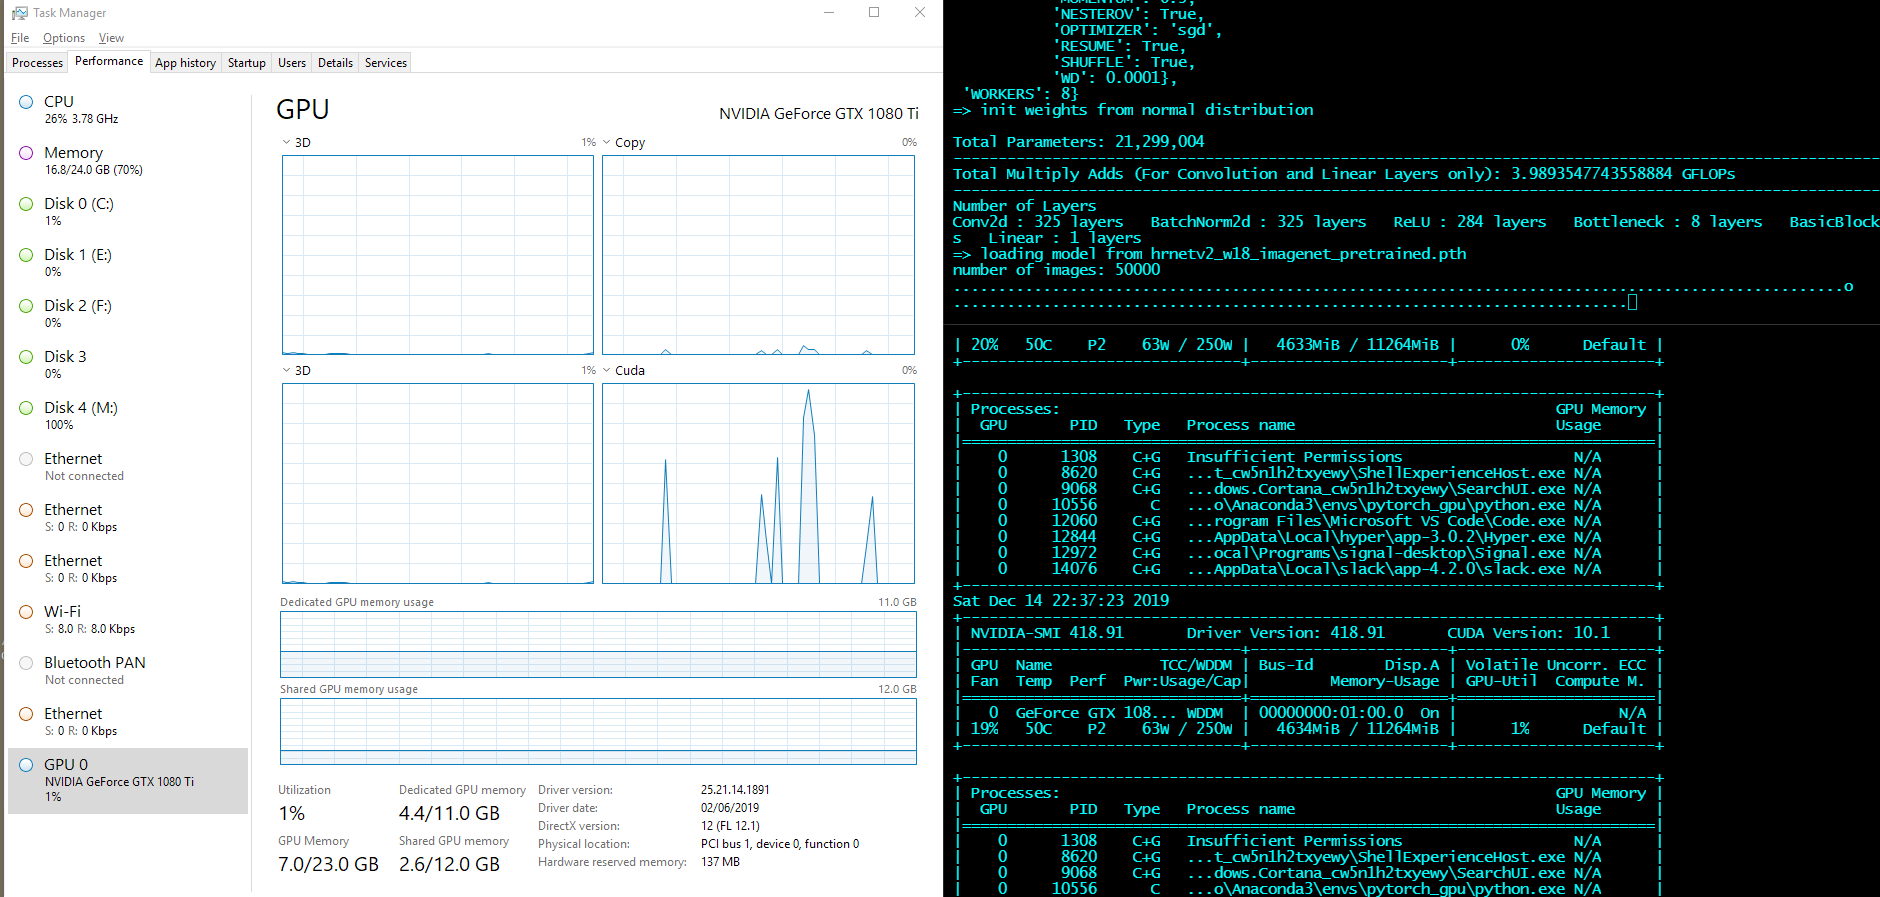 Task Manager
File Options View
Processes Performance App history Startup Users Details Services
CPU
26% 3.78 GHz
Memory
16.8/24.0 GB (70%)
Disk 0 (C:)
1%
Disk 1 (E:)
0%
Disk 2 (F:)
0%
Disk 3
0%
Disk 4 (M:)
100%
Ethernet
Not connected
Ethernet
S: 0 R: 0 Kbps
Ethernet
S: 0 R: 0 Kbps
Wi-Fi
S: 8.0 R: 8.0 Kbps
Bluetooth PAN
Not connected
Ethernet
S: 0 R: 0 Kbps
GPU 0
NVIDIA GeForce GTX 1080 Ti
1%
GPU NVIDIA GeForce GTX 1080 Ti
3D 1% Copy 0%
3D 1% Cuda 0%
Dedicated GPU memory usage 11.0 GB
Shared GPU memory usage 12.0 GB
Utilization
1%
Dedicated GPU memory
4.4/11.0 GB
GPU Memory
7.0/23.0 GB
Shared GPU memory
2.6/12.0 GB
Driver version: 25.21.14.1891
Driver date: 02/06/2019
DirectX version: 12 (FL 12.1)
Physical location: PCI bus 1, device 0, function 0
Hardware reserved memory: 137 MB
'NESTEROV': True,
'OPTIMIZER': 'sgd',
'RESUME': True,
'SHUFFLE': True,
'WD': 0.0001},
'WORKERS': 8}
=> init weights from normal distribution
Total Parameters: 21,299,004
--------------------------------------------------------------------------------
Total Multiply Adds (For Convolution and Linear Layers only): 3.9893547743558884 GFLOPs
--------------------------------------------------------------------------------
Number of Layers
Conv2d : 325 layers   BatchNorm2d : 325 layers   ReLU : 284 layers   Bottleneck : 8 layers   BasicBlock
s   Linear : 1 layers
=> loading model from hrnetv2_w18_imagenet_pretrained.pth
number of images: 50000
...................................................................................................o
...........................................................................
| 20%   50C    P2    63W / 250W |   4633MiB / 11264MiB |      0%      Default |
+-------------------------------+----------------------+----------------------+
+-----------------------------------------------------------------------------+
| Processes:                                                       GPU Memory |
|  GPU       PID   Type   Process name                             Usage      |
|=============================================================================|
|    0      1308    C+G   Insufficient Permissions                   N/A      |
|    0      8620    C+G   ...t_cw5n1h2txyewy\ShellExperienceHost.exe N/A      |
|    0      9068    C+G   ...dows.Cortana_cw5n1h2txyewy\SearchUI.exe N/A      |
|    0     10556      C   ...o\Anaconda3\envs\pytorch_gpu\python.exe N/A      |
|    0     12060    C+G   ...rogram Files\Microsoft VS Code\Code.exe N/A      |
|    0     12844    C+G   ...AppData\Local\hyper\app-3.0.2\Hyper.exe N/A      |
|    0     12972    C+G   ...ocal\Programs\signal-desktop\Signal.exe N/A      |
|    0     14076    C+G   ...AppData\Local\slack\app-4.2.0\slack.exe N/A      |
+-----------------------------------------------------------------------------+
Sat Dec 14 22:37:23 2019
+-----------------------------------------------------------------------------+
| NVIDIA-SMI 418.91       Driver Version: 418.91       CUDA Version: 10.1     |
|-------------------------------+----------------------+----------------------+
| GPU  Name            TCC/WDDM | Bus-Id        Disp.A | Volatile Uncorr. ECC |
| Fan  Temp  Perf  Pwr:Usage/Cap|         Memory-Usage | GPU-Util  Compute M. |
|===============================+======================+======================|
|   0  GeForce GTX 108... WDDM  | 00000000:01:00.0  On |                  N/A |
| 19%   50C    P2    63W / 250W |   4634MiB / 11264MiB |      1%      Default |
+-------------------------------+----------------------+----------------------+
+-----------------------------------------------------------------------------+
| Processes:                                                       GPU Memory |
|  GPU       PID   Type   Process name                             Usage      |
|=============================================================================|
|    0      1308    C+G   Insufficient Permissions                   N/A      |
|    0      8620    C+G   ...t_cw5n1h2txyewy\ShellExperienceHost.exe N/A      |
|    0      9068    C+G   ...dows.Cortana_cw5n1h2txyewy\SearchUI.exe N/A      |
|    0     10556      C   ...o\Anaconda3\envs\pytorch_gpu\python.exe N/A      |